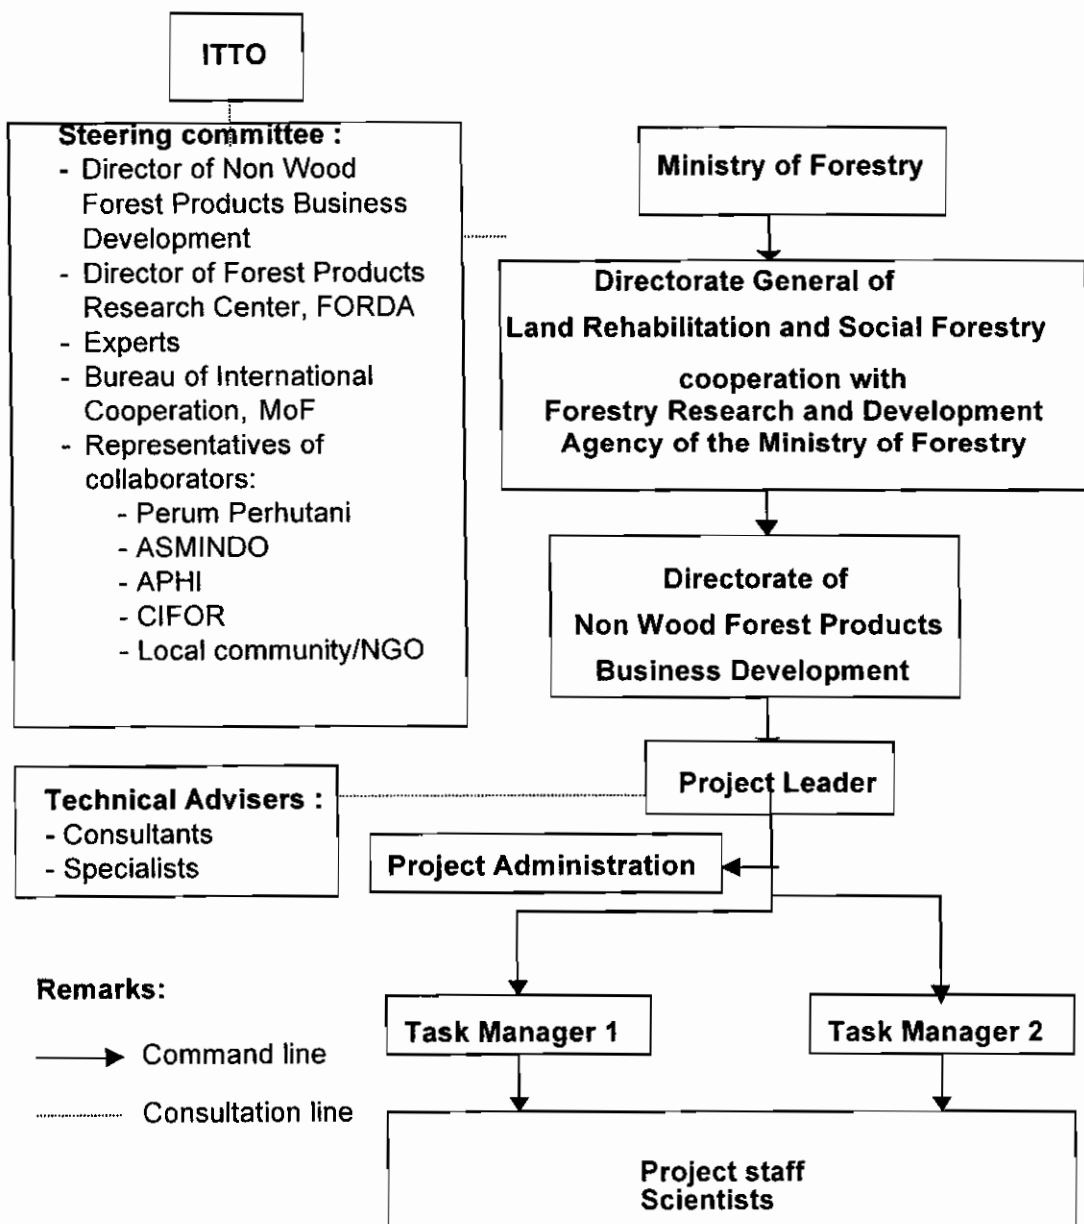 ITTO
Steering committee :
- Director of Non Wood
Forest Products Business
Development
- Director of Forest Products
Research Center, FORDA
- Experts
- Bureau of International
Cooperation, MoF
- Representatives of
collaborators:
- Perum Perhutani
- ASMINDO
- APHI
- CIFOR
- Local community/NGO
Ministry of Forestry
Directorate General of
Land Rehabilitation and Social Forestry
cooperation with
Forestry Research and Development
Agency of the Ministry of Forestry
Directorate of
Non Wood Forest Products
Business Development
Project Leader
Technical Advisers :
- Consultants
- Specialists
Project Administration
Remarks:
Command line
Consultation line
Task Manager 1
Task Manager 2
Project staff
Scientists